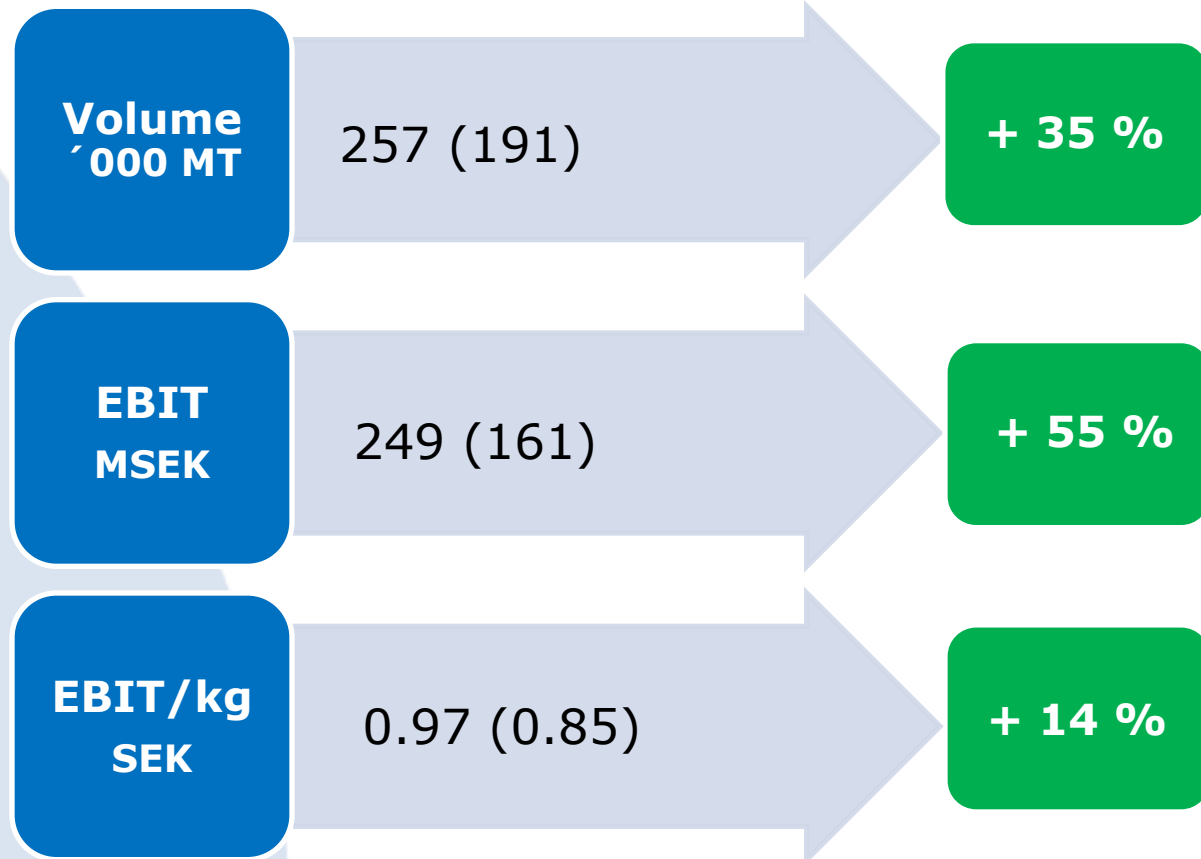 Volume
´000 MT
257 (191)
+ 35 %
EBIT
MSEK
249 (161)
+ 55 %
EBIT/kg
SEK
0.97 (0.85)
+ 14 %